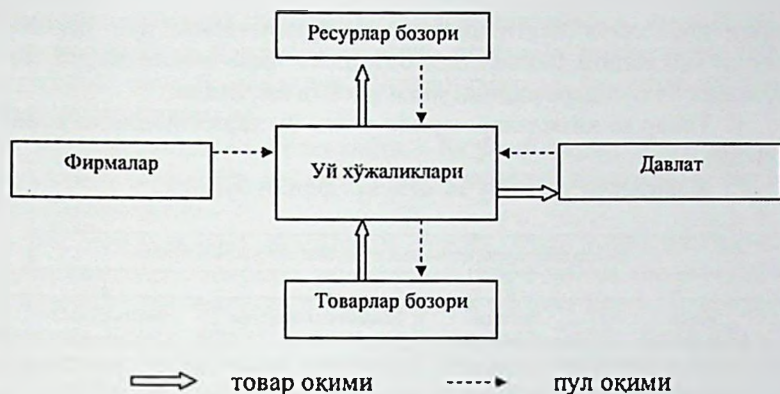 Ресурлар бозори
Фирмалар
Уй хўжаликлари
Давлат
Товарлар бозори
товар оқими
пул оқими